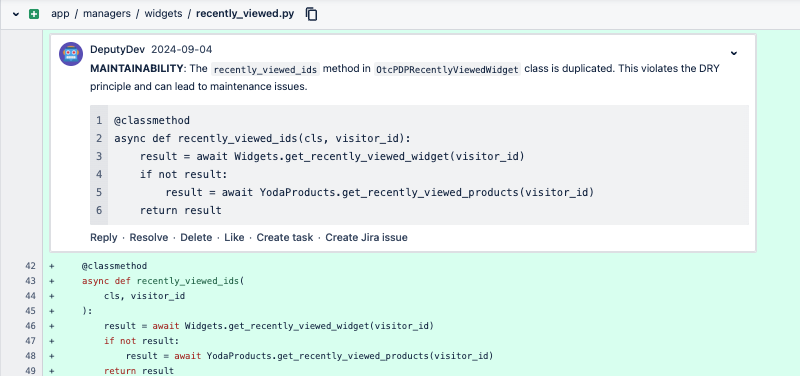 app / managers / widgets / recently_viewed.py
DeputyDev 2024-09-04
MAINTAINABILITY: The recently_viewed_ids method in OtcPDPRecentlyViewedWidget class is duplicated. This violates the DRY
principle and can lead to maintenance issues.
1 @classmethod
2 async def recently_viewed_ids(cls, visitor_id):
3     result = await Widgets.get_recently_viewed_widget(visitor_id)
4     if not result:
5         result = await YodaProducts.get_recently_viewed_products(visitor_id)
6     return result
Reply · Resolve · Delete · Like · Create task · Create Jira issue
42 +     @classmethod
43 +     async def recently_viewed_ids(
44 +         cls, visitor_id
45 +     ):
46 +         result = await Widgets.get_recently_viewed_widget(visitor_id)
47 +         if not result:
48 +             result = await YodaProducts.get_recently_viewed_products(visitor_id)
49 +         return result